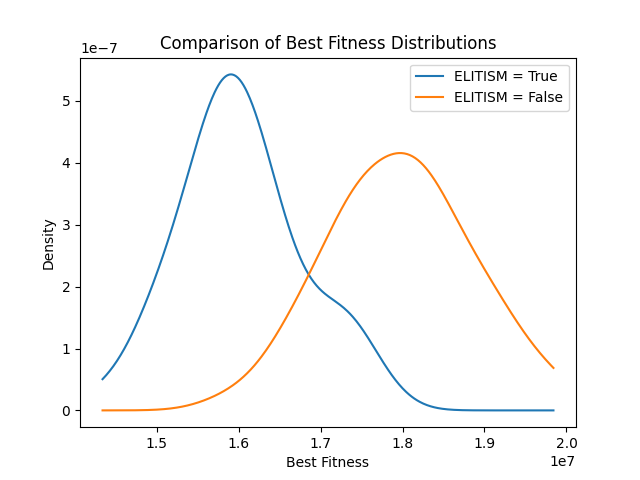 Comparison of Best Fitness Distributions
1e−7
ELITISM = True
ELITISM = False
5
4
3
2
1
0
Density
1.5
1.6
1.7
1.8
1.9
2.0
1e7
Best Fitness